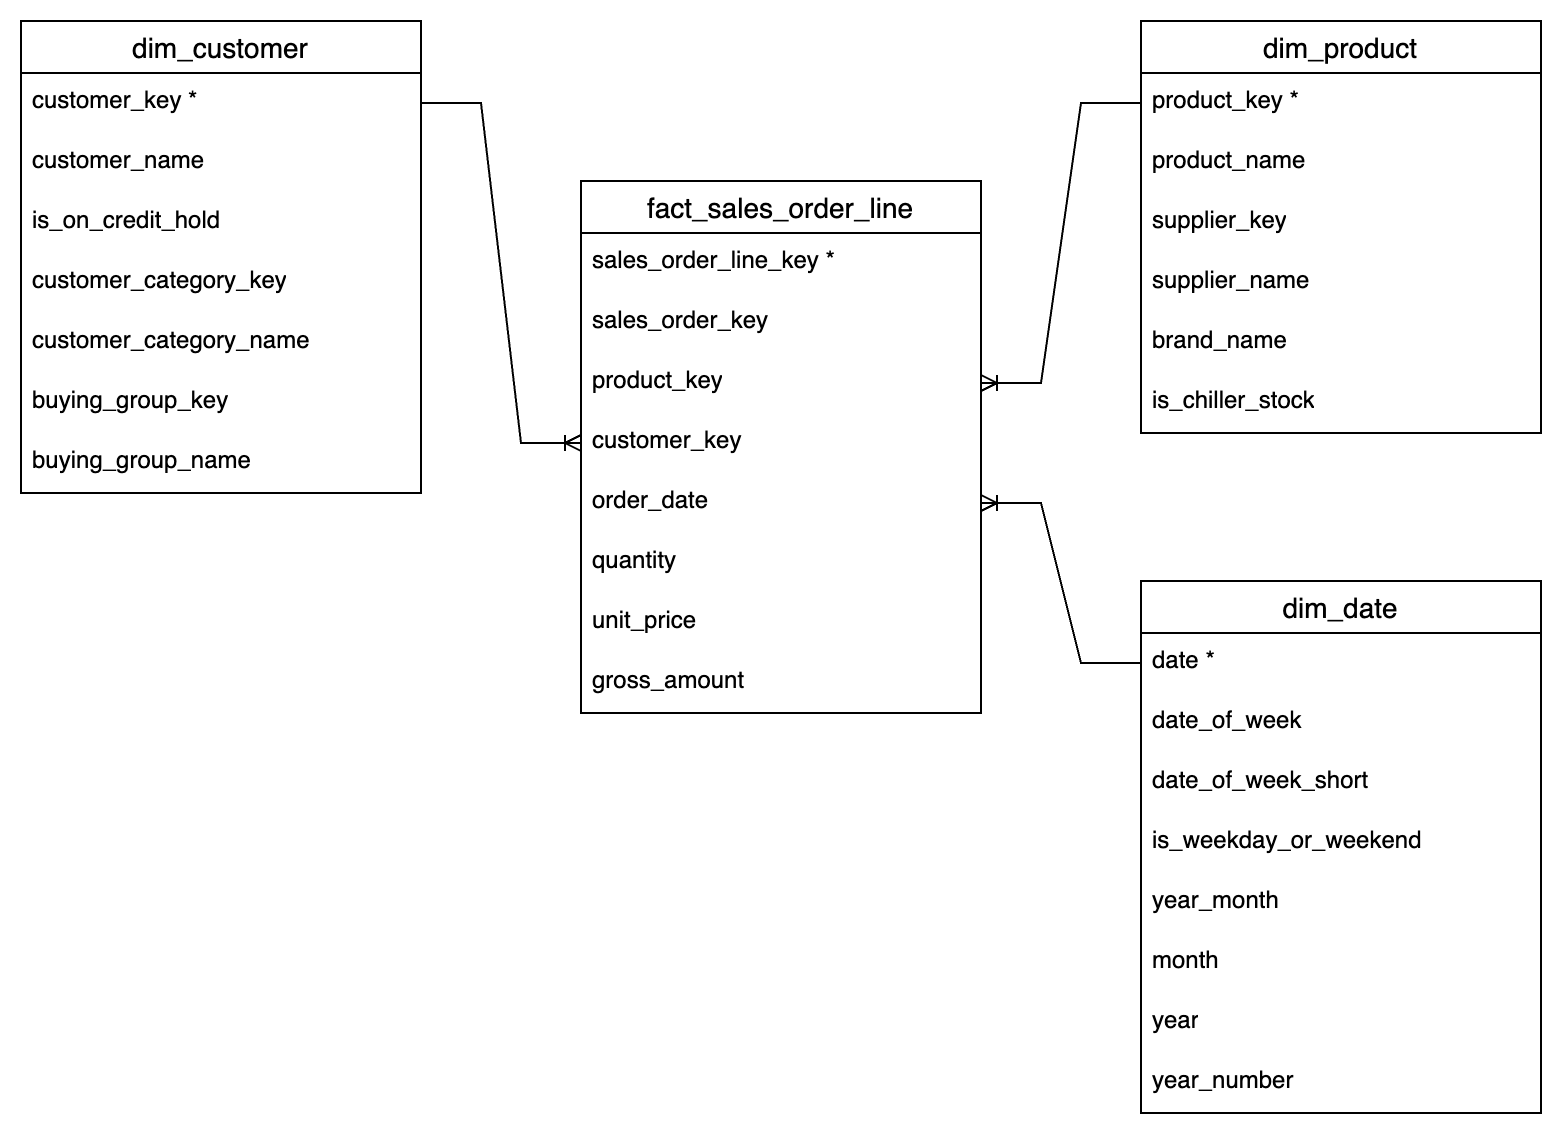 dim_customer
customer_key *
customer_name
is_on_credit_hold
customer_category_key
customer_category_name
buying_group_key
buying_group_name
fact_sales_order_line
sales_order_line_key *
sales_order_key
product_key
customer_key
order_date
quantity
unit_price
gross_amount
dim_product
product_key *
product_name
supplier_key
supplier_name
brand_name
is_chiller_stock
dim_date
date *
date_of_week
date_of_week_short
is_weekday_or_weekend
year_month
month
year
year_number